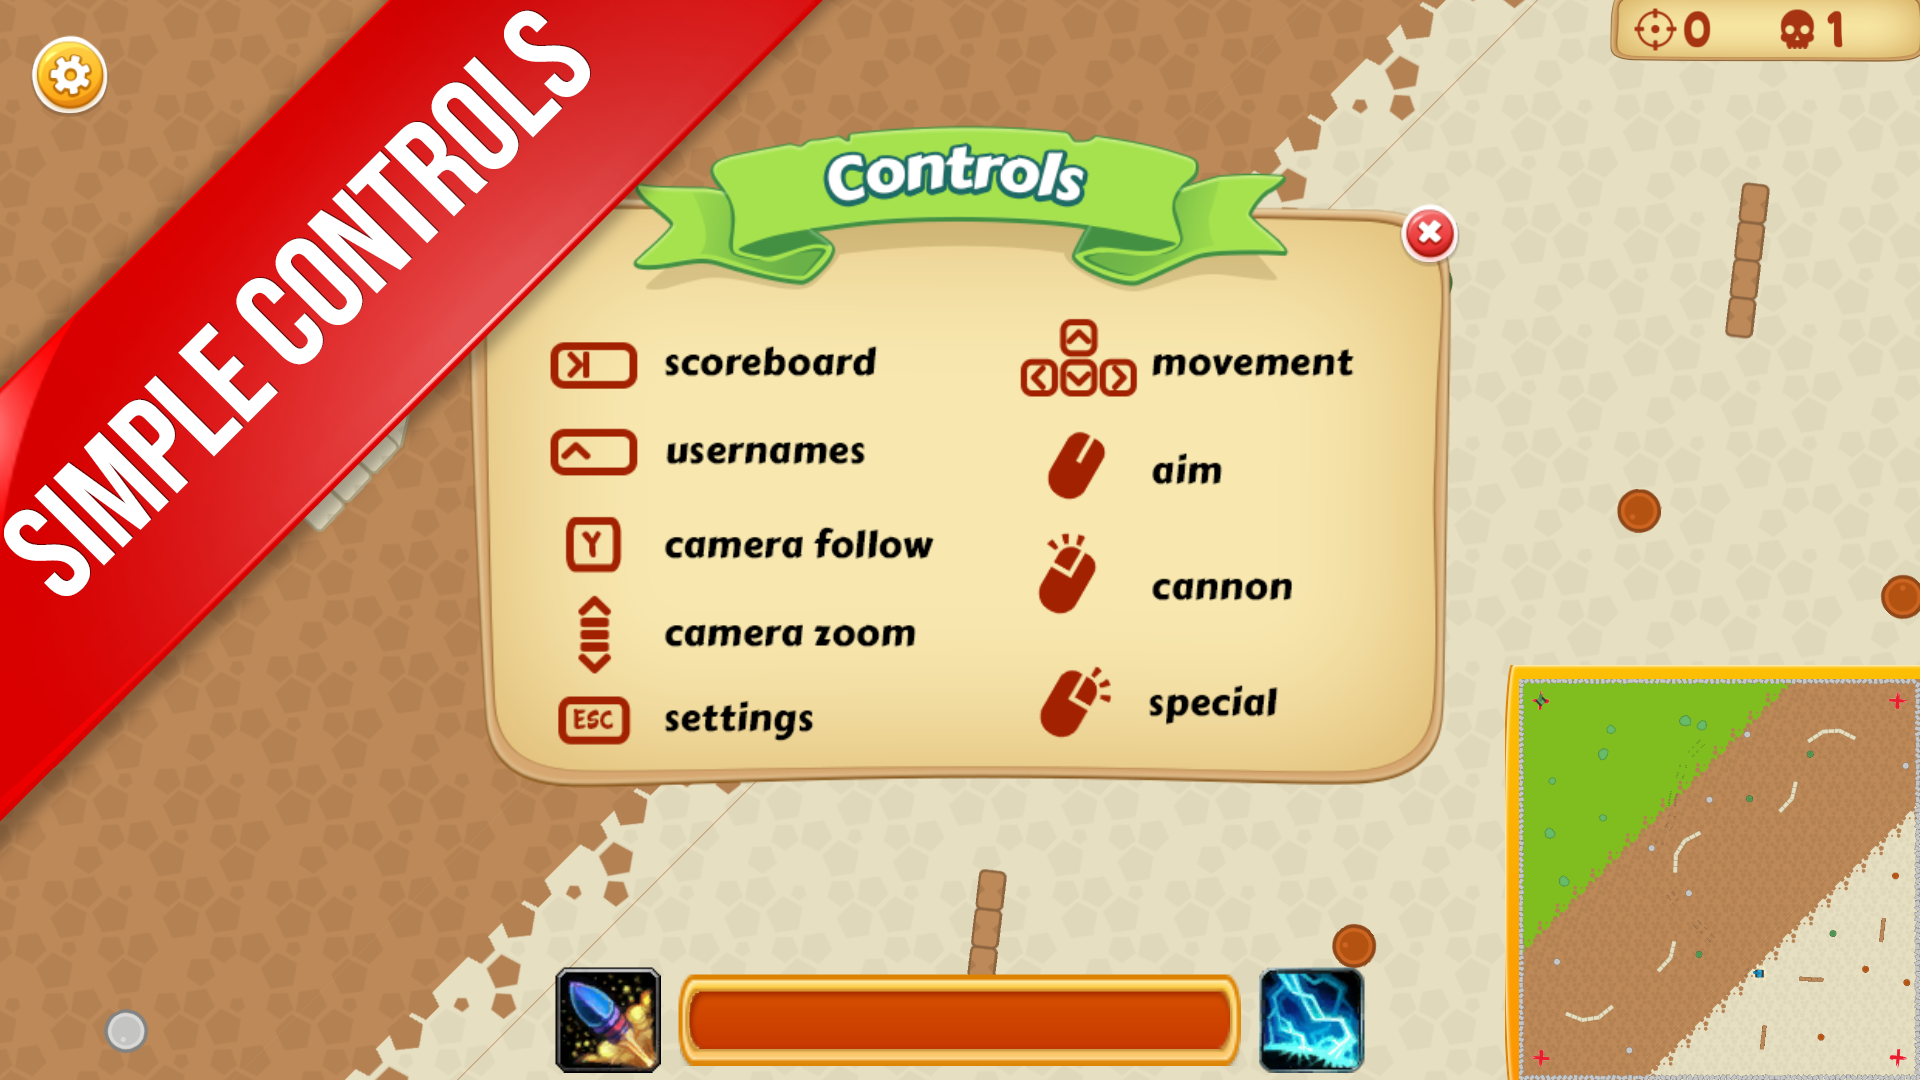 SIMPLE CONTROLS
0 1
Controls
scoreboard
usernames
Y camera follow
camera zoom
ESC settings
movement
aim
cannon
special